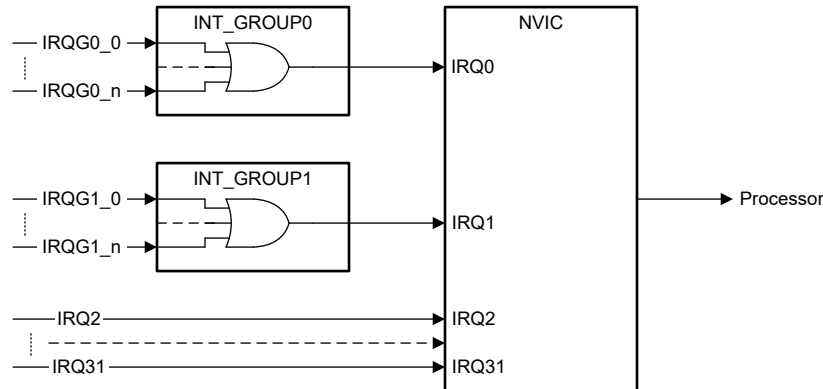 INT_GROUP0
NVIC
IRQG0_0
IRQ0
IRQG0_n
INT_GROUP1
IRQG1_0
Processor
IRQ1
IRQG1_n
IRQ2
IRQ2
IRQ31
IRQ31